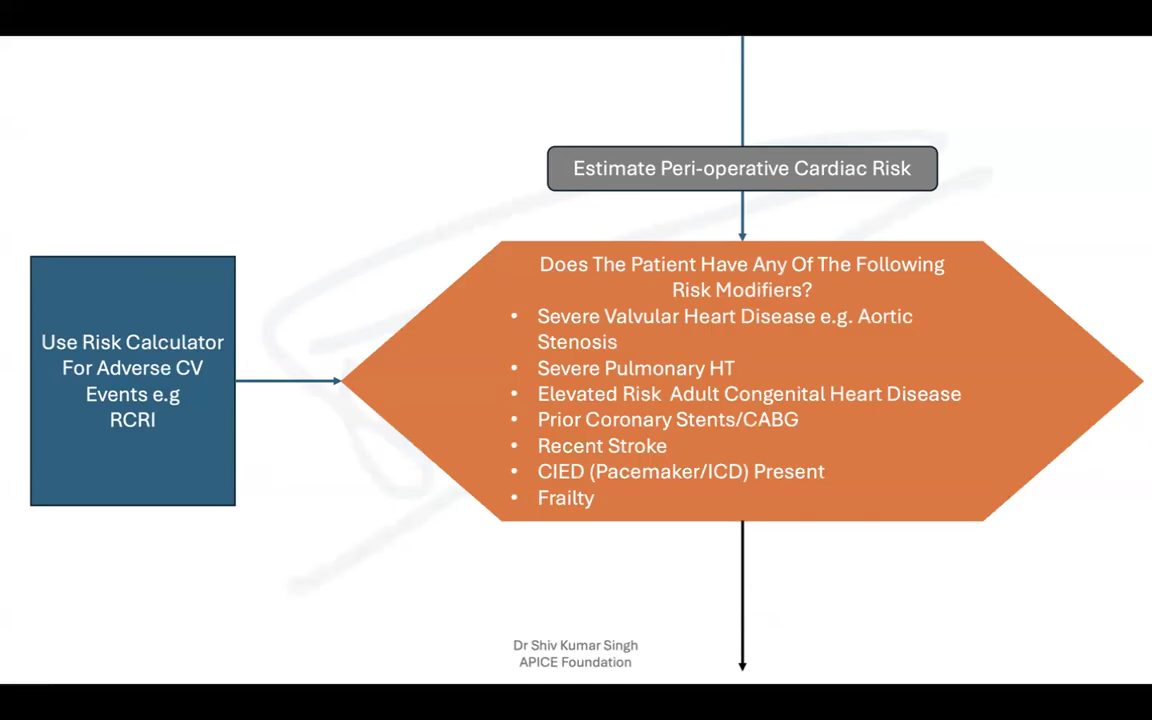 Estimate Peri-operative Cardiac Risk
Use Risk Calculator
For Adverse CV
Events e.g
RCRI
Does The Patient Have Any Of The Following
Risk Modifiers?
• Severe Valvular Heart Disease e.g. Aortic
Stenosis
• Severe Pulmonary HT
• Elevated Risk Adult Congenital Heart Disease
• Prior Coronary Stents/CABG
• Recent Stroke
• CIED (Pacemaker/ICD) Present
• Frailty
Dr Shiv Kumar Singh
APICE Foundation